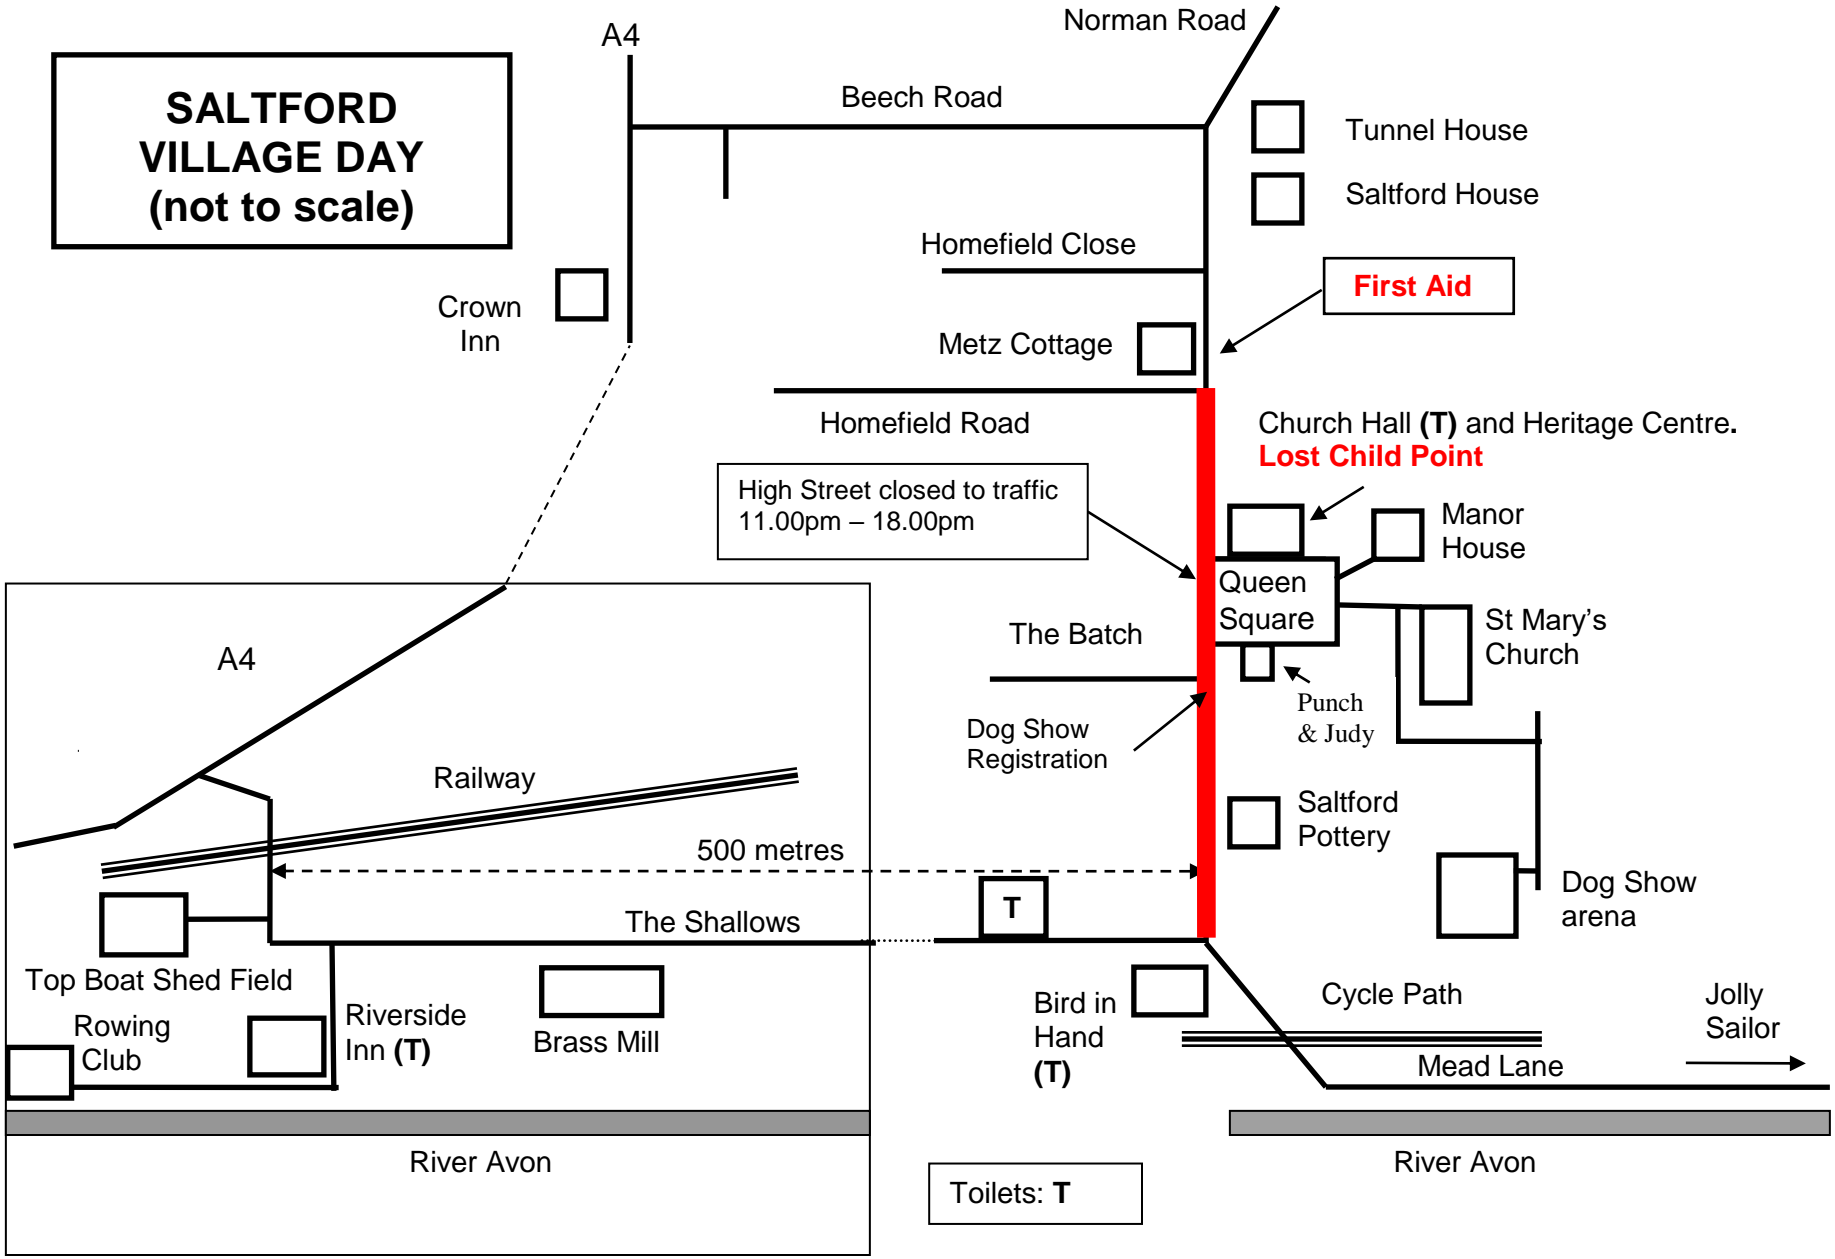 Norman Road
A4
SALTFORD
VILLAGE DAY
(not to scale)
Beech Road
Tunnel House
Saltford House
Homefield Close
First Aid
Crown
Inn
Metz Cottage
Homefield Road
Church Hall (T) and Heritage Centre.
Lost Child Point
High Street closed to traffic
11.00pm – 18.00pm
Manor
House
Queen
Square
The Batch
St Mary's
Church
A4
Punch
& Judy
Dog Show
Registration
Railway
Saltford
Pottery
500 metres
T
The Shallows
Dog Show
arena
Top Boat Shed Field
Rowing
Club
Riverside
Inn (T)
Brass Mill
Bird in
Hand
(T)
Cycle Path
Jolly
Sailor
Mead Lane
River Avon
River Avon
Toilets: T